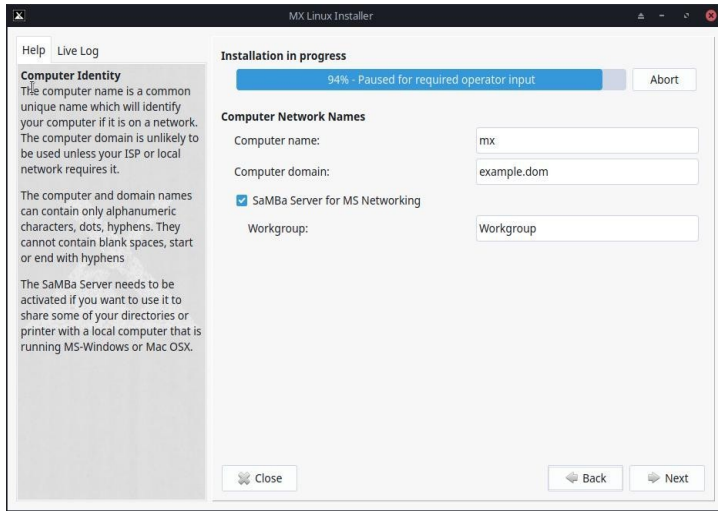 MX Linux Installer
Help
Live Log
Computer Identity
The computer name is a common
unique name which will identify
your computer if it is on a network.
The computer domain is unlikely to
be used unless your ISP or local
network requires it.
The computer and domain names
can contain only alphanumeric
characters, dots, hyphens. They
cannot contain blank spaces, start
or end with hyphens
The SaMBa Server needs to be
activated if you want to use it to
share some of your directories or
printer with a local computer that is
running MS-Windows or Mac OSX.
Installation in progress
94% - Paused for required operator input
Abort
Computer Network Names
Computer name:
mx
Computer domain:
example.dom
SaMBa Server for MS Networking
Workgroup:
Workgroup
Close
Back
Next